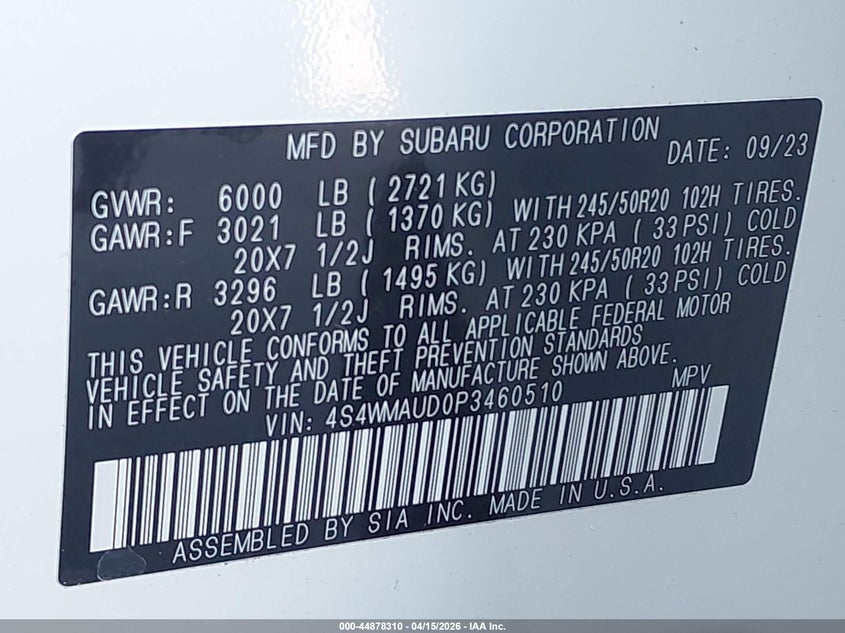 MFD BY SUBARU CORPORATION
DATE: 09/23
GVWR: 6000 LB ( 2721 KG)
GAWR:F 3021 LB ( 1370 KG) WITH 245/50R20 102H TIRES.
20X7 1/2J RIMS. AT 230 KPA ( 33 PSI) COLD
GAWR:R 3296 LB ( 1495 KG) WITH 245/50R20 102H TIRES.
20X7 1/2J RIMS. AT 230 KPA ( 33 PSI) COLD
THIS VEHICLE CONFORMS TO ALL APPLICABLE FEDERAL MOTOR
VEHICLE SAFETY AND THEFT PREVENTION STANDARDS
IN EFFECT ON THE DATE OF MANUFACTURE SHOWN ABOVE.
VIN: 4S4WMAUD0P3460510 MPV
ASSEMBLED BY SIA INC. MADE IN U.S.A.
000-44878310 - 04/15/2026 - IAA Inc.